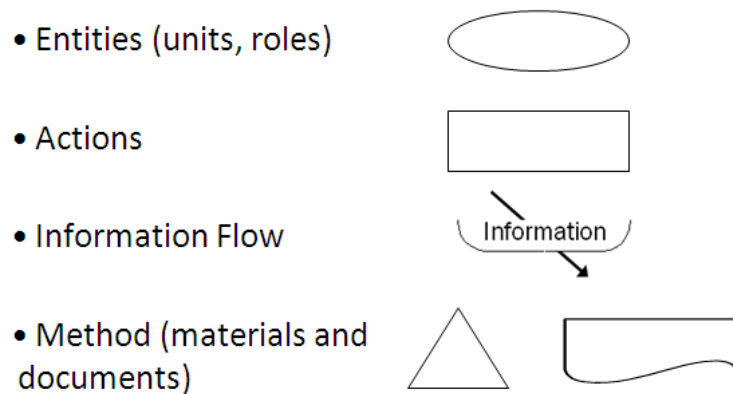 • Entities (units, roles)
• Actions
• Information Flow
Information
• Method (materials and
documents)